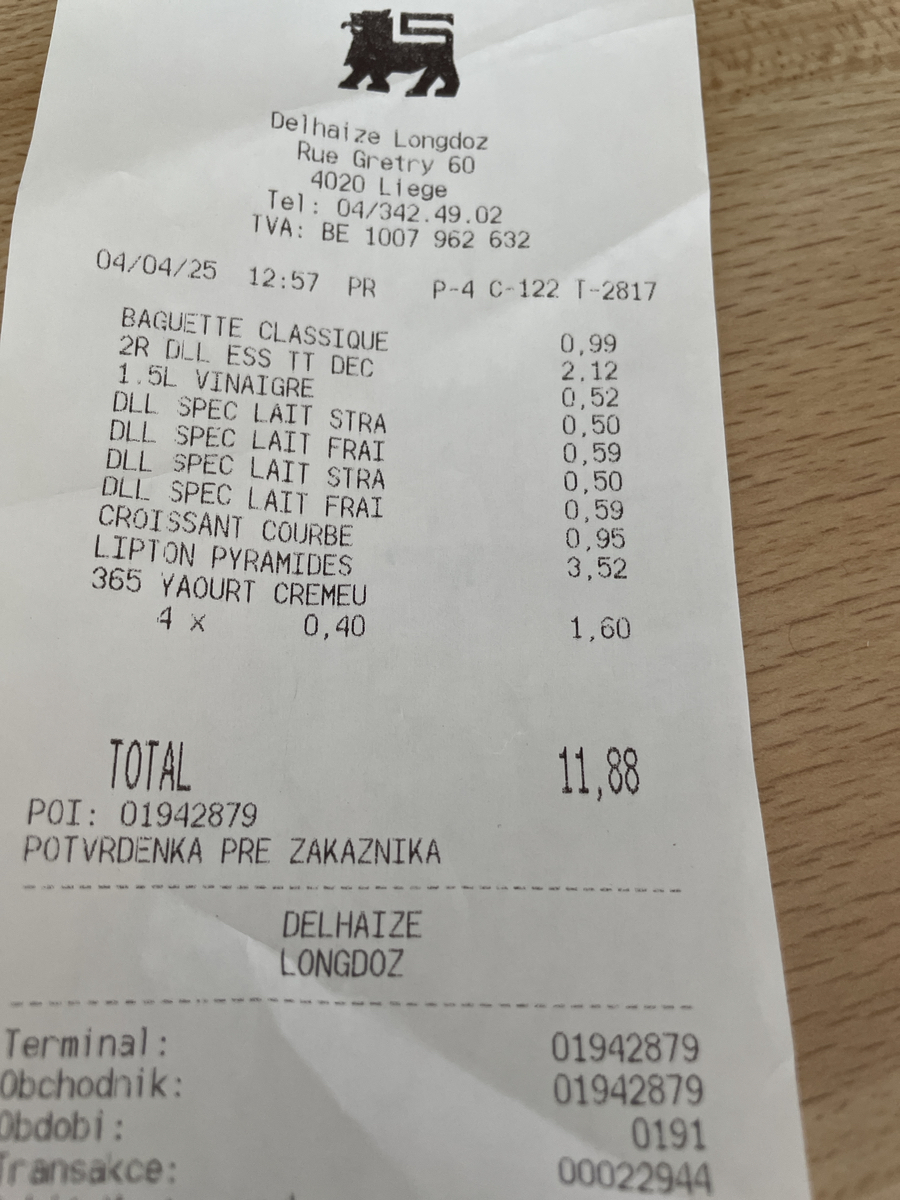 Delhaize Longdoz
Rue Gretry 60
4020 Liege
Tel: 04/342.49.02
TVA: BE 1007 962 632
04/04/25 12:57 PR P-4 C-122 T-2817
BAGUETTE CLASSIQUE 0,99
2R DLL ESS TT DEC 2,12
1.5L VINAIGRE 0,52
DLL SPEC LAIT STRA 0,50
DLL SPEC LAIT FRAI 0,59
DLL SPEC LAIT STRA 0,50
DLL SPEC LAIT FRAI 0,59
CROISSANT COURBE 0,95
LIPTON PYRAMIDES 3,52
365 YAOURT CREMEU
4 x 0,40 1,60
TOTAL 11,88
POI: 01942879
POTVRDENKA PRE ZAKAZNIKA
DELHAIZE
LONGDOZ
Terminal: 01942879
Obchodnik: 01942879
Obdobi: 0191
Transakce: 00022944